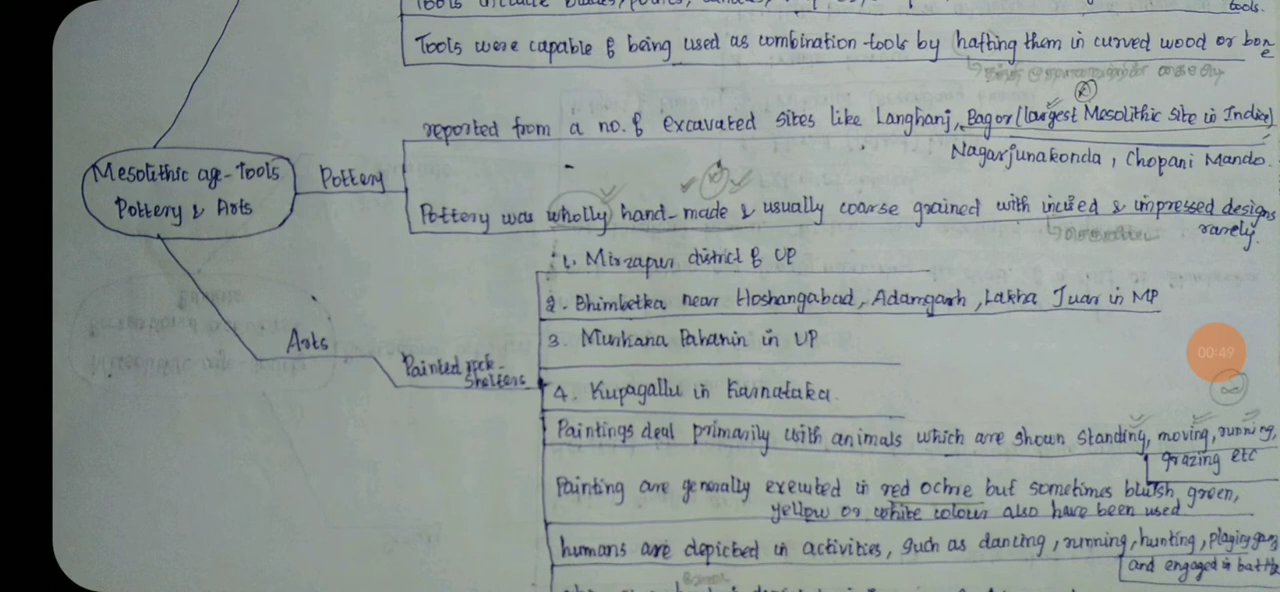 tools.
Tools were capable of being used as combination tools by hafting them in curved wood or bone
reported from a no. of excavated sites like Langhanj, Bagor (largest Mesolithic site in India)
Nagarjunakonda, Chopani Mando.
Mesolithic age-Tools
Pottery & Arts
Pottery
Pottery was wholly hand-made & usually coarse grained with incised & impressed designs
rarely.
1. Mirzapur district of UP
2. Bhimbetka near Hoshangabad, Adamgarh, Lakha Juar in MP
3. Murhana Paharin in UP
00:49
Arts
Painted rock-
Shelters
4. Kupagallu in Karnataka.
Paintings deal primarily with animals which are shown standing, moving, running,
grazing etc
Painting are generally executed in red ochre but sometimes bluish green,
yellow or white colour also have been used
humans are depicted in activities, such as dancing, running, hunting, playing
and engaged in battle